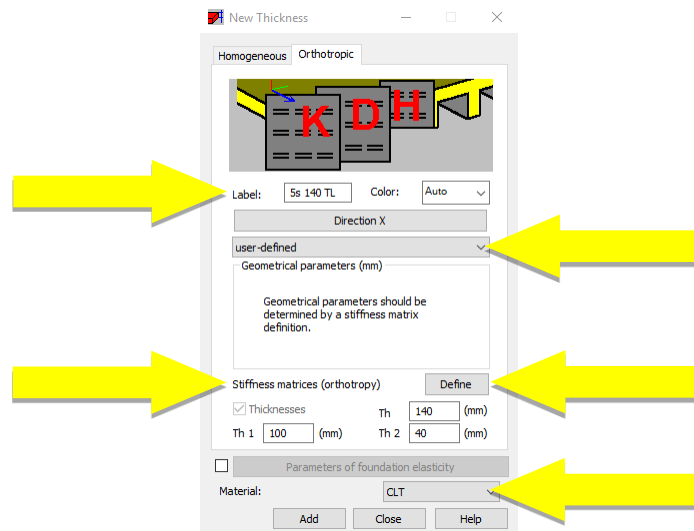 New Thickness
Homogeneous Orthotropic
K D H
Label: 5s 140 TL Color: Auto
Direction X
user-defined
Geometrical parameters (mm)
Geometrical parameters should be
determined by a stiffness matrix
definition.
Stiffness matrices (orthotropy) Define
Thicknesses Th 140 (mm)
Th 1 100 (mm) Th 2 40 (mm)
Parameters of foundation elasticity
Material: CLT
Add Close Help